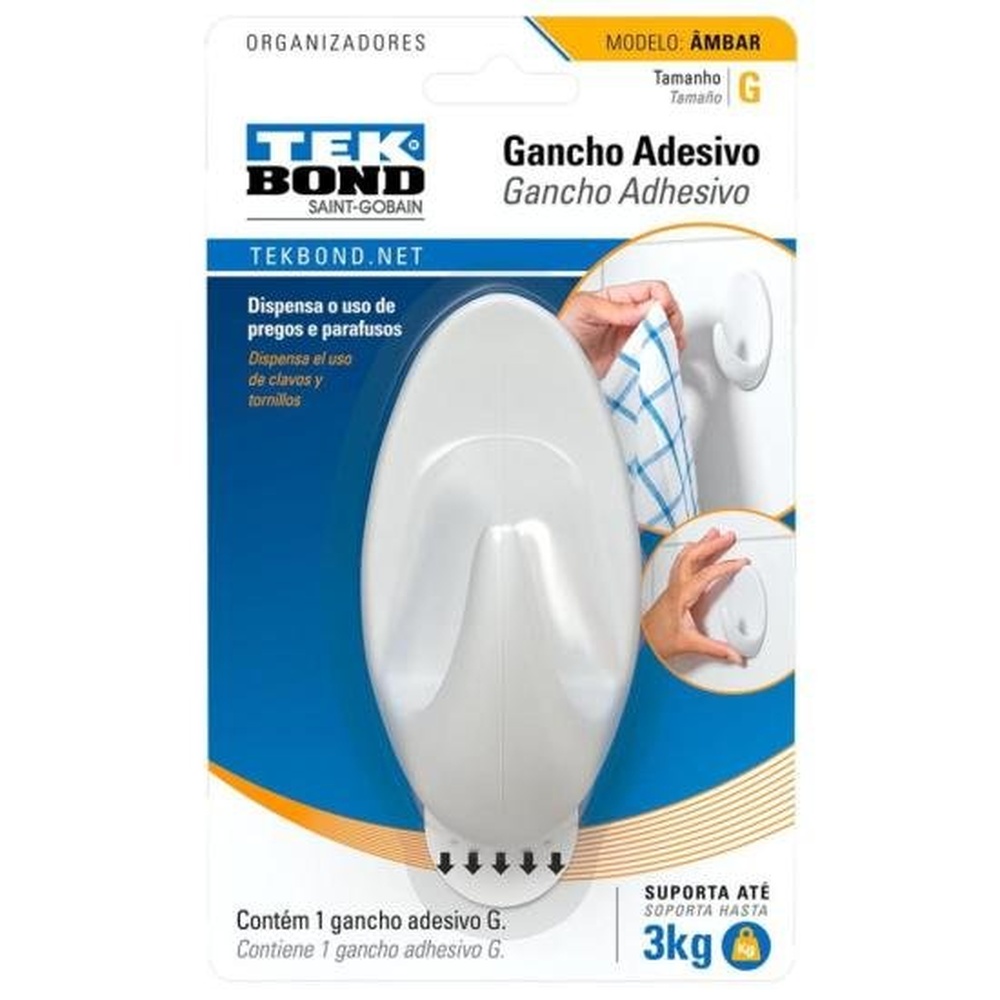 ORGANIZADORES
MODELO: ÂMBAR
Tamanho
Tamaño
G
TEK®
BOND
SAINT-GOBAIN
Gancho Adesivo
Gancho Adhesivo
TEKBOND.NET
Dispensa o uso de
pregos e parafusos
Dispensa el uso
de clavos y
tornillos
Contém 1 gancho adesivo G.
Contiene 1 gancho adhesivo G.
SUPORTA ATÉ
SOPORTA HASTA
3kg
Kg